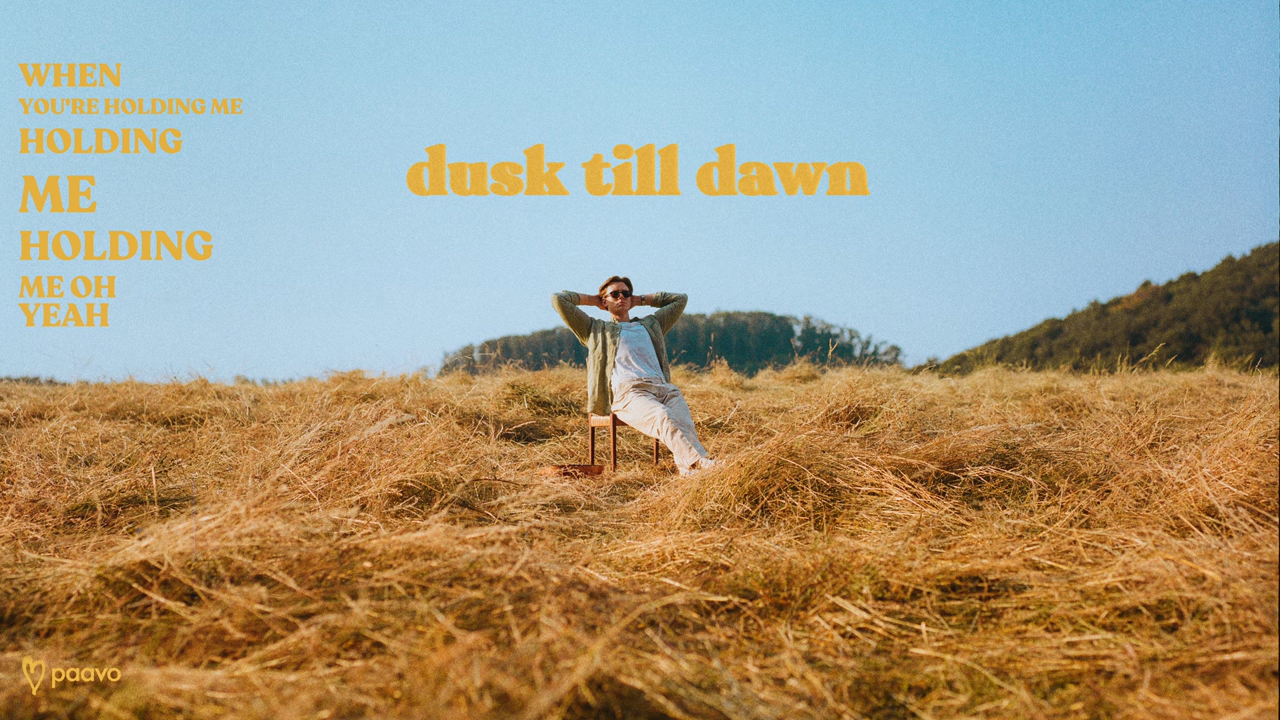 WHEN
YOU'RE HOLDING ME
HOLDING
ME
HOLDING
ME OH
YEAH
dusk till dawn
paavo